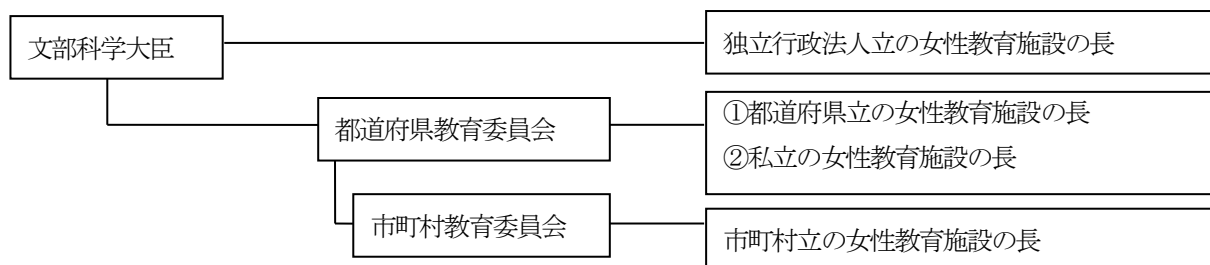 文部科学大臣
独立行政法人立の女性教育施設の長
都道府県教育委員会
①都道府県立の女性教育施設の長
②私立の女性教育施設の長
市町村教育委員会
市町村立の女性教育施設の長